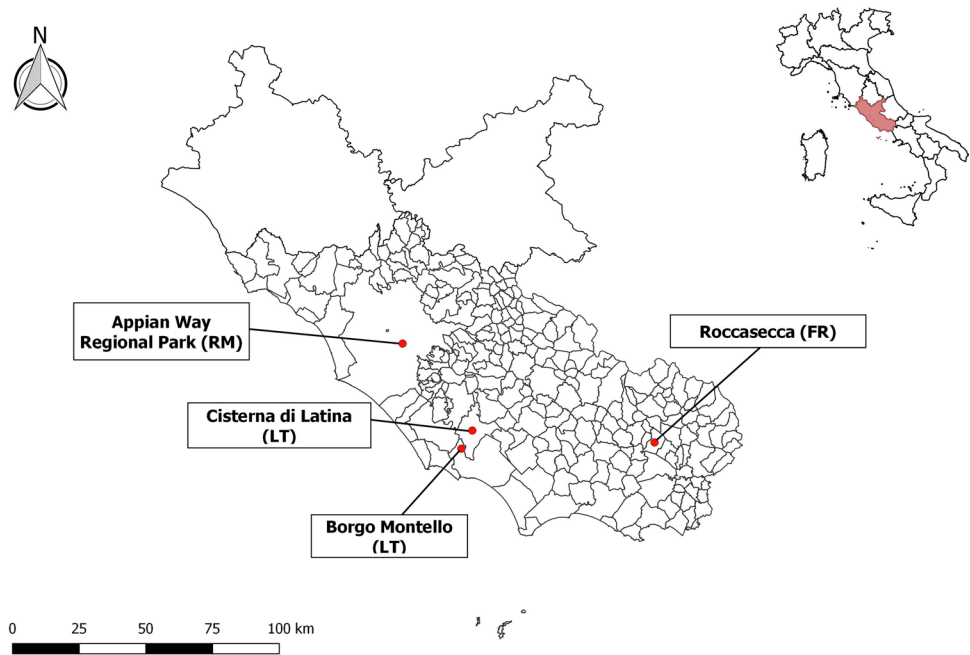 N
Appian Way
Regional Park (RM)
Roccasecca (FR)
Cisterna di Latina
(LT)
Borgo Montello
(LT)
0 25 50 75 100 km